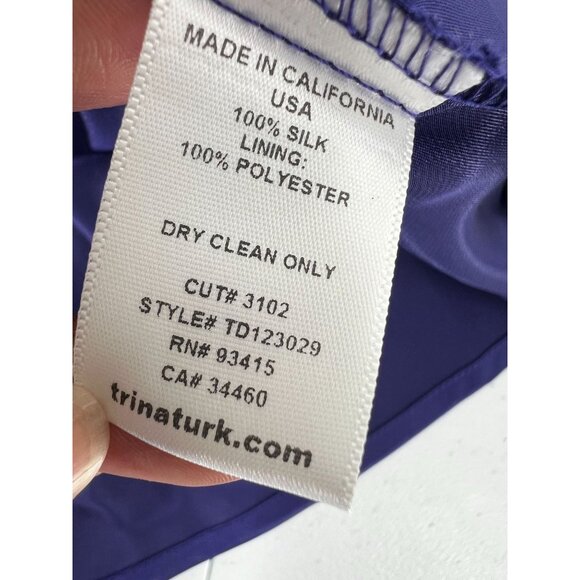 MADE IN CALIFORNIA
USA
100% SILK
LINING:
100% POLYESTER
DRY CLEAN ONLY
CUT# 3102
STYLE# TD123029
RN# 93415
CA# 34460
trinaturk.com